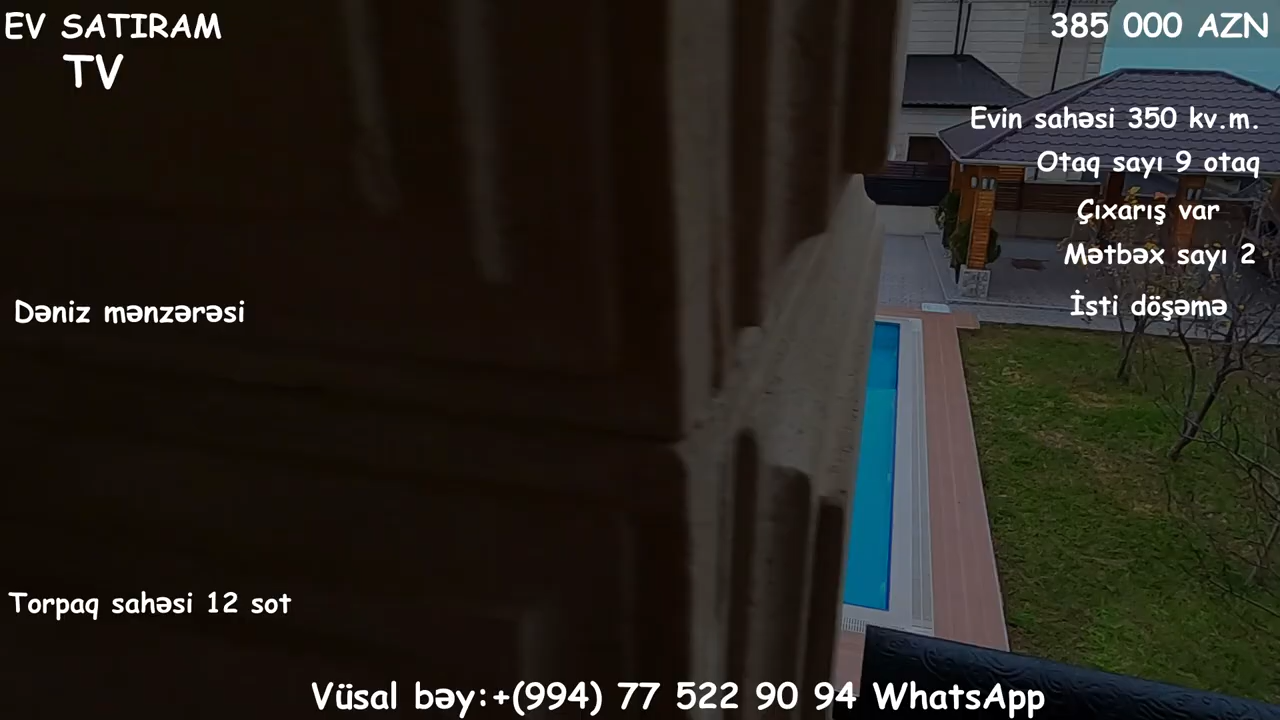 EV SATIRAM
TV
385 000 AZN
Evin sahəsi 350 kv.m.
Otaq sayı 9 otaq
Çıxarış var
Mətbəx sayı 2
İsti döşəmə
Dəniz mənzərəsi
Torpaq sahəsi 12 sot
Vüsal bəy:+(994) 77 522 90 94 WhatsApp